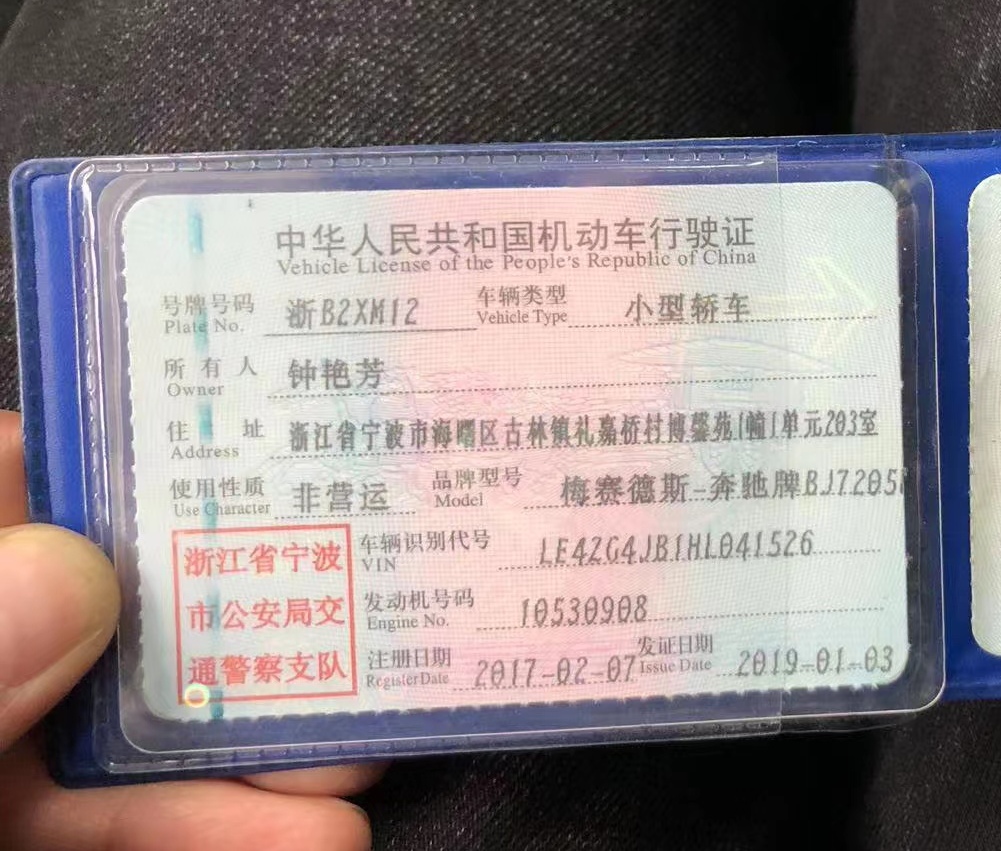 中华人民共和国机动车行驶证
Vehicle License of the People's Republic of China
号牌号码 浙B2XM12 车辆类型 小型轿车
Plate No. Vehicle Type
所有人 钟艳芳
Owner
住址 浙江省宁波市海曙区古林镇礼嘉桥村博馨苑1幢1单元203室
Address
使用性质 非营运 品牌型号 梅赛德斯-奔驰牌BJ7205
Use Character Model
浙江省宁波
市公安局交
通警察支队
车辆识别代号 LE4ZG4JB1HL041526
VIN
发动机号码 10530908
Engine No.
注册日期 2017-02-07 发证日期 2019-01-03
Register Date Issue Date